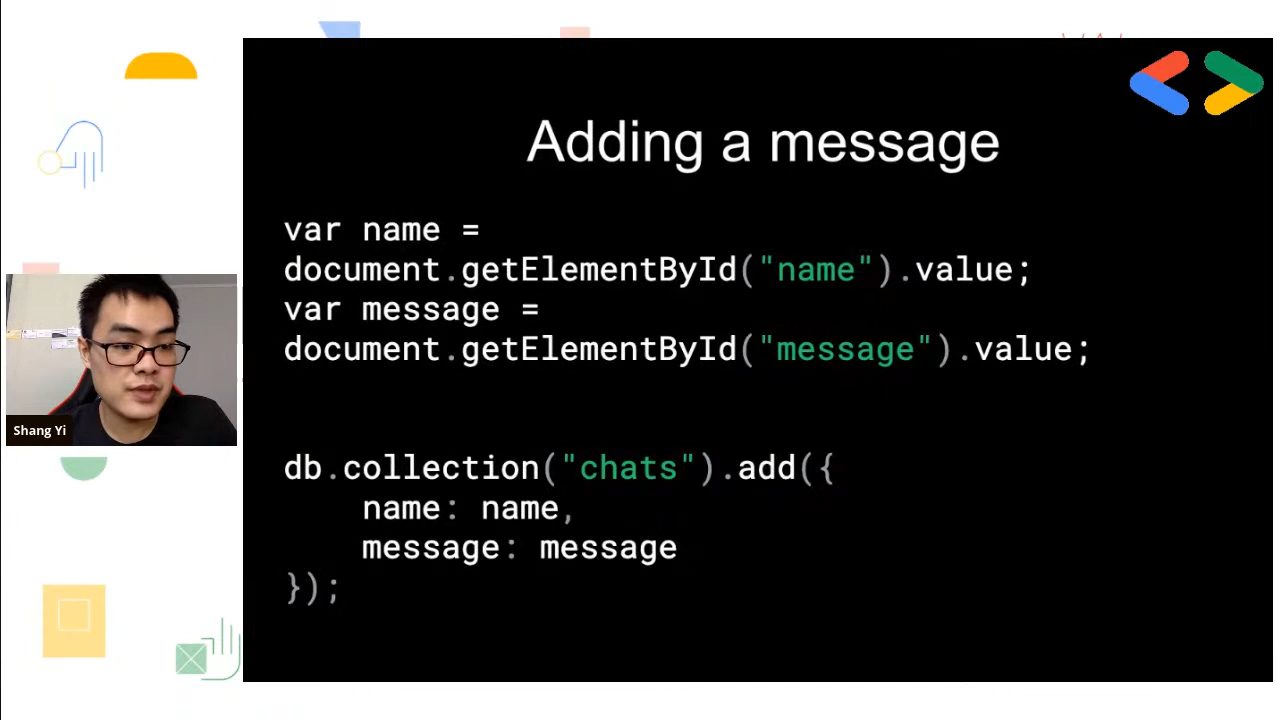 Adding a message
var name =
document.getElementById("name").value;
var message =
document.getElementById("message").value;
db.collection("chats").add({
    name: name,
    message: message
});
Shang Yi